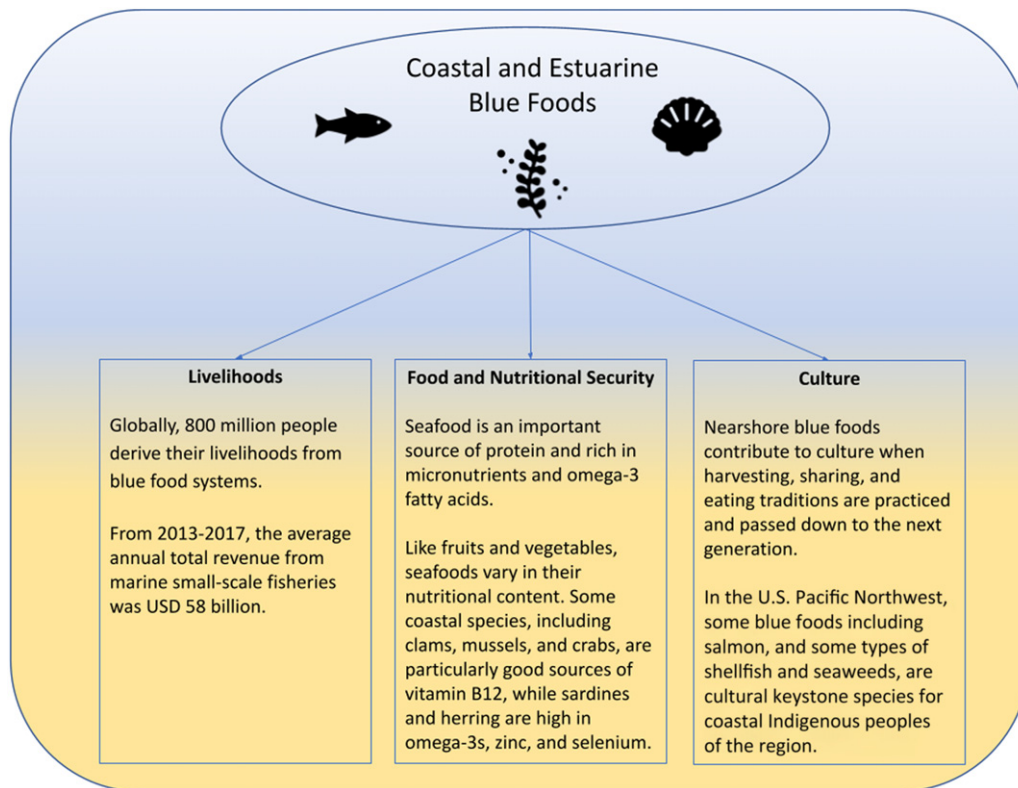 Coastal and Estuarine
Blue Foods
Livelihoods
Globally, 800 million people
derive their livelihoods from
blue food systems.
From 2013-2017, the average
annual total revenue from
marine small-scale fisheries
was USD 58 billion.
Food and Nutritional Security
Seafood is an important
source of protein and rich in
micronutrients and omega-3
fatty acids.
Like fruits and vegetables,
seafoods vary in their
nutritional content. Some
coastal species, including
clams, mussels, and crabs, are
particularly good sources of
vitamin B12, while sardines
and herring are high in
omega-3s, zinc, and selenium.
Culture
Nearshore blue foods
contribute to culture when
harvesting, sharing, and
eating traditions are practiced
and passed down to the next
generation.
In the U.S. Pacific Northwest,
some blue foods including
salmon, and some types of
shellfish and seaweeds, are
cultural keystone species for
coastal Indigenous peoples
of the region.